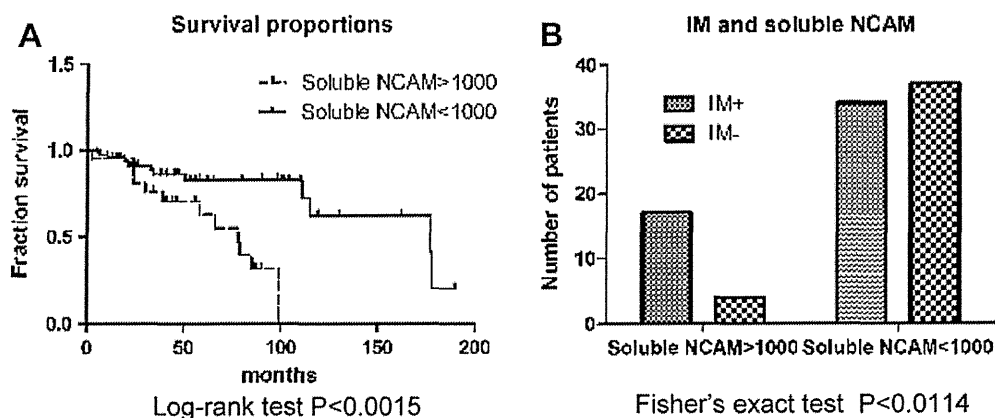 A
Survival proportions
Soluble NCAM>1000
Soluble NCAM<1000
Fraction survival
1.5
1.0
0.5
0.0
0
50
100
150
200
months
Log-rank test P<0.0015
B
IM and soluble NCAM
IM+
IM-
Number of patients
40
30
20
10
0
Soluble NCAM>1000
Soluble NCAM<1000
Fisher's exact test P<0.0114